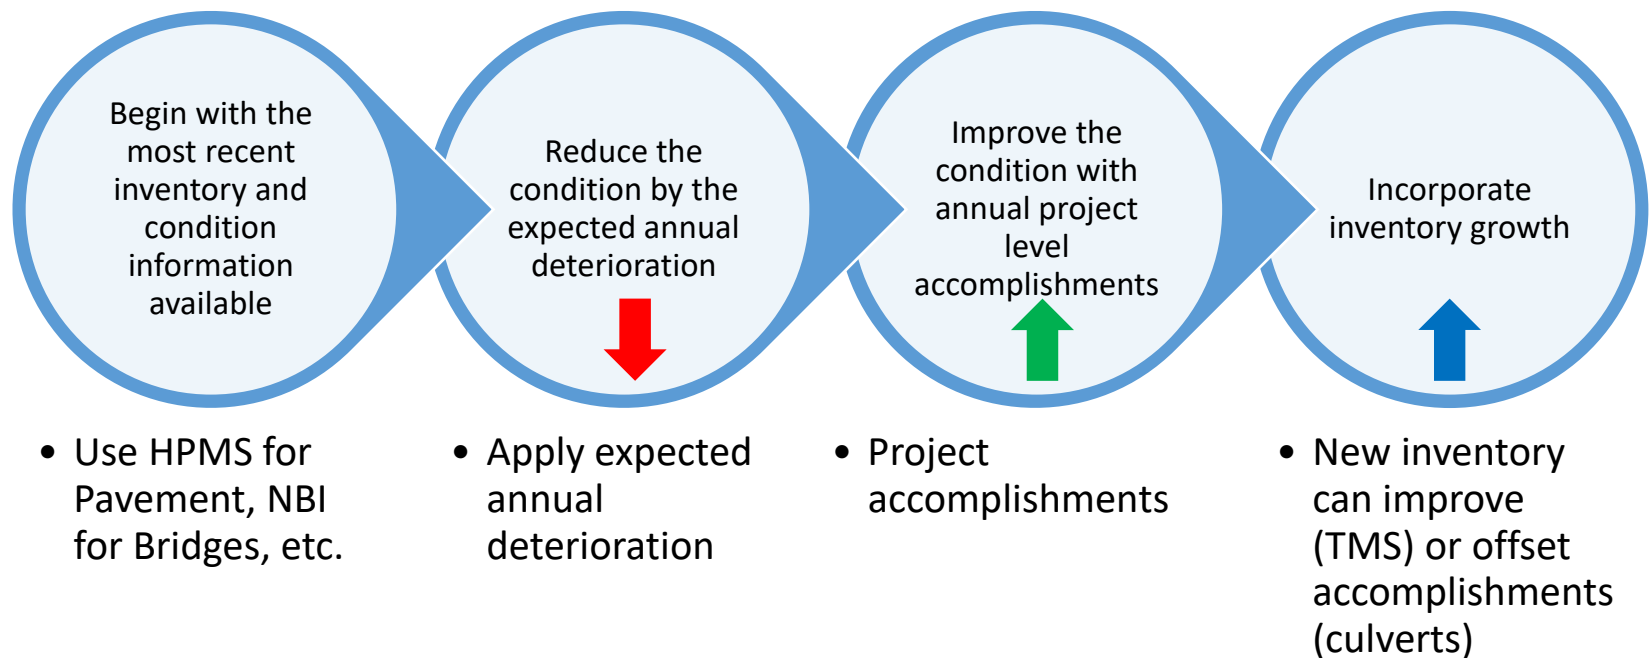 Begin with the
most recent
inventory and
condition
information
available
Reduce the
condition by the
expected annual
deterioration
Improve the
condition with
annual project
level
accomplishments
Incorporate
inventory growth
• Use HPMS for
Pavement, NBI
for Bridges, etc.
• Apply expected
annual
deterioration
• Project
accomplishments
• New inventory
can improve
(TMS) or offset
accomplishments
(culverts)